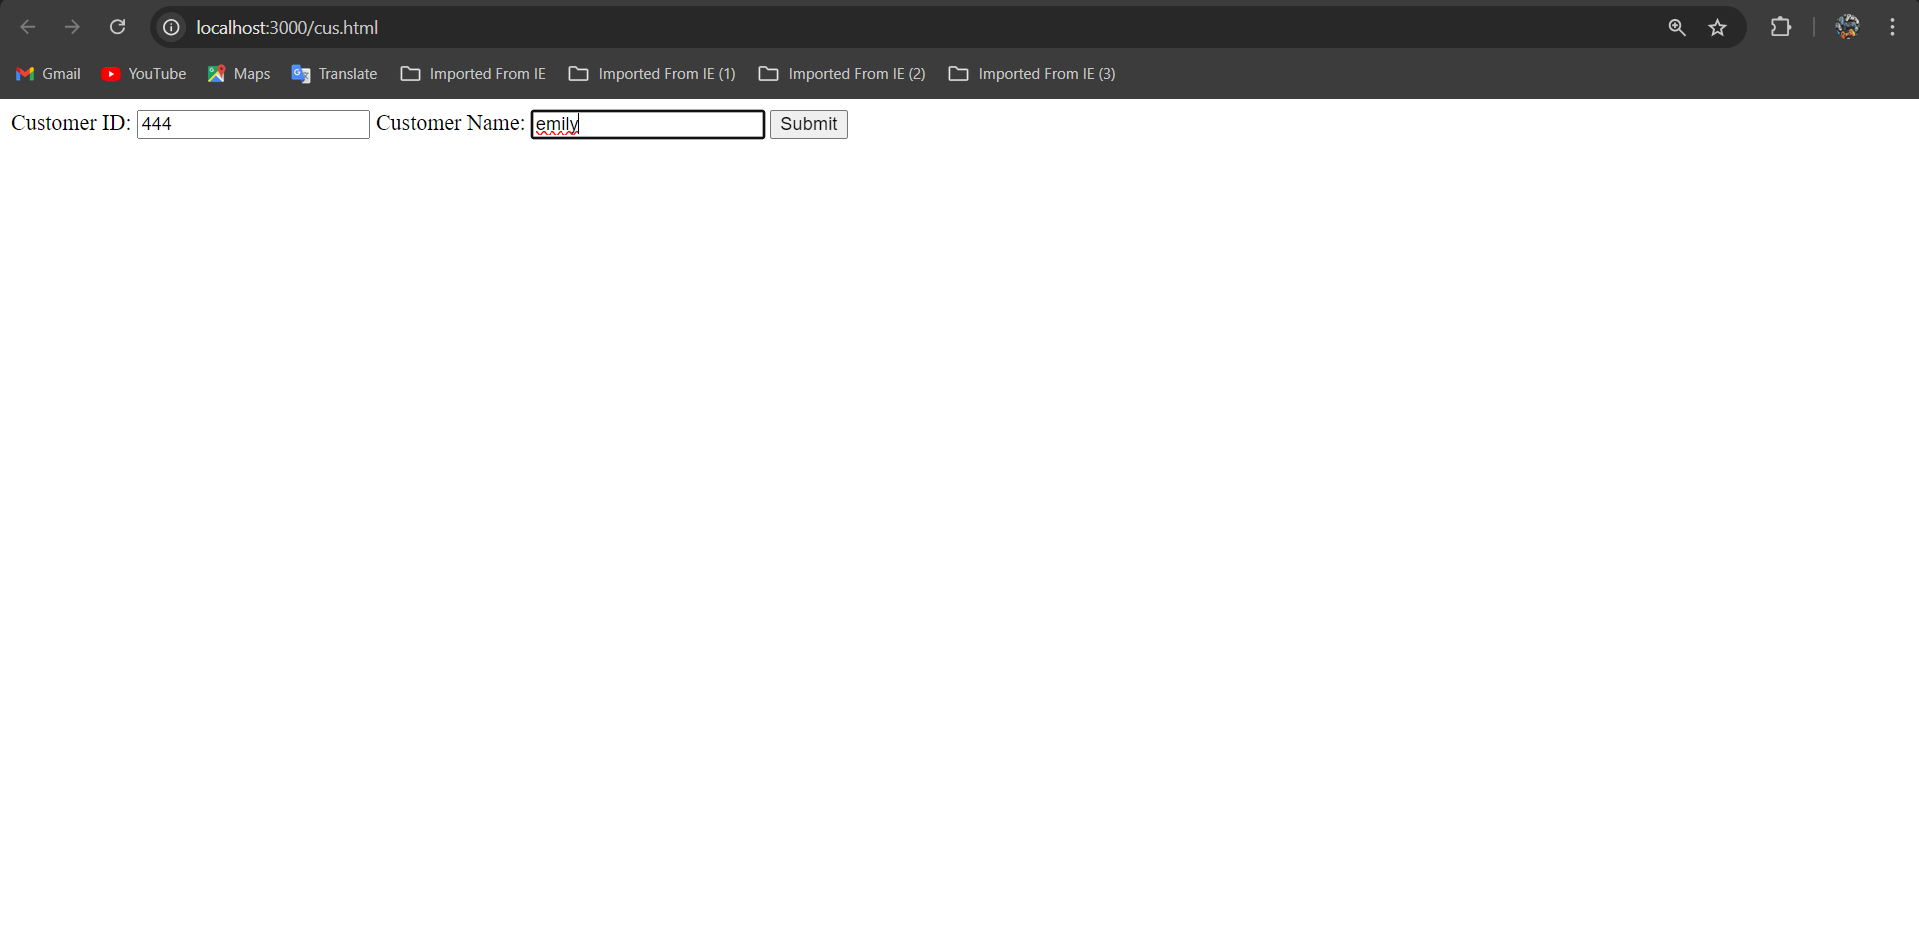 localhost:3000/cus.html
Gmail YouTube Maps Translate Imported From IE Imported From IE (1) Imported From IE (2) Imported From IE (3)
Customer ID: 444 Customer Name: emily Submit